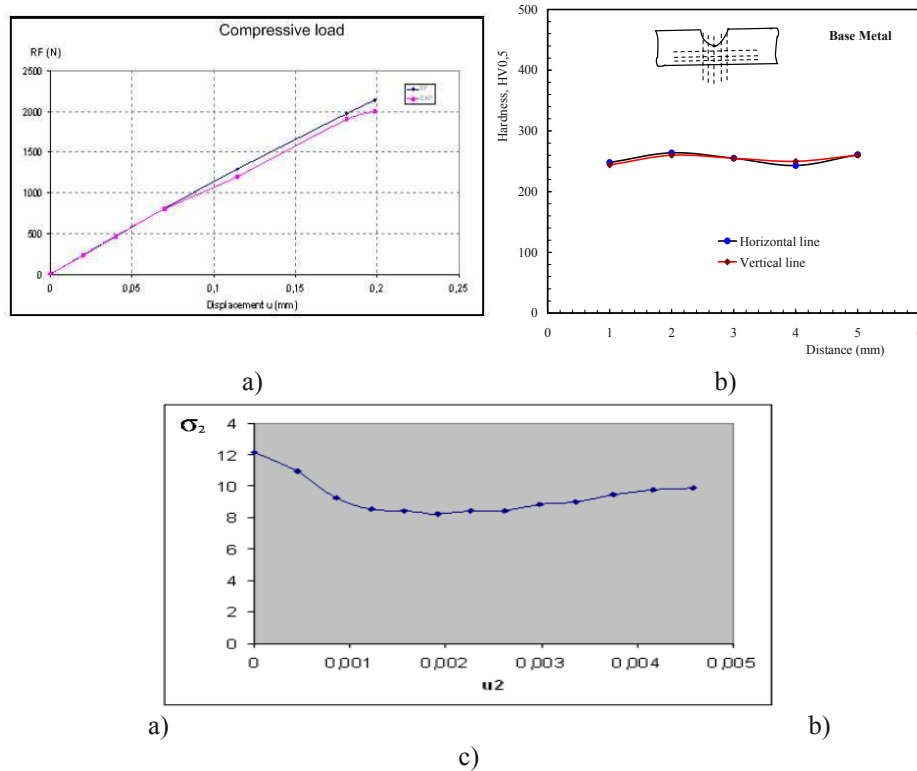 Compressive load
RF (N)
2500
2000
1500
1000
500
0
0 0,05 0,1 0,15 0,2 0,25
Displacement u (mm)
EXP
a)
Hardness, HV0,5
500
400
300
200
100
0
Base Metal
Horizontal line
Vertical line
0 1 2 3 4 5
Distance (mm)
b)
σ2
4
12
10
8
6
4
2
0
0 0,001 0,002 0,003 0,004 0,005
u2
a) b)
c)